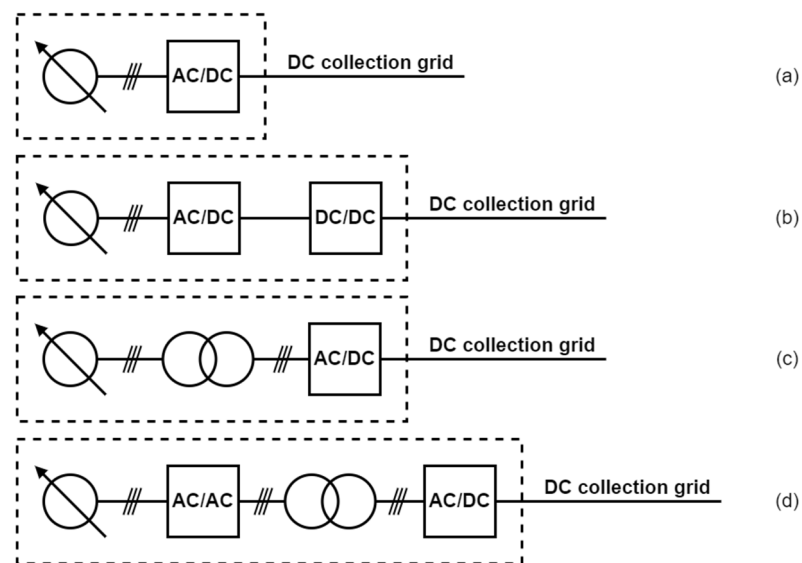 AC/DC DC collection grid (a)
AC/DC DC/DC DC collection grid (b)
AC/DC DC collection grid (c)
AC/AC AC/DC DC collection grid (d)